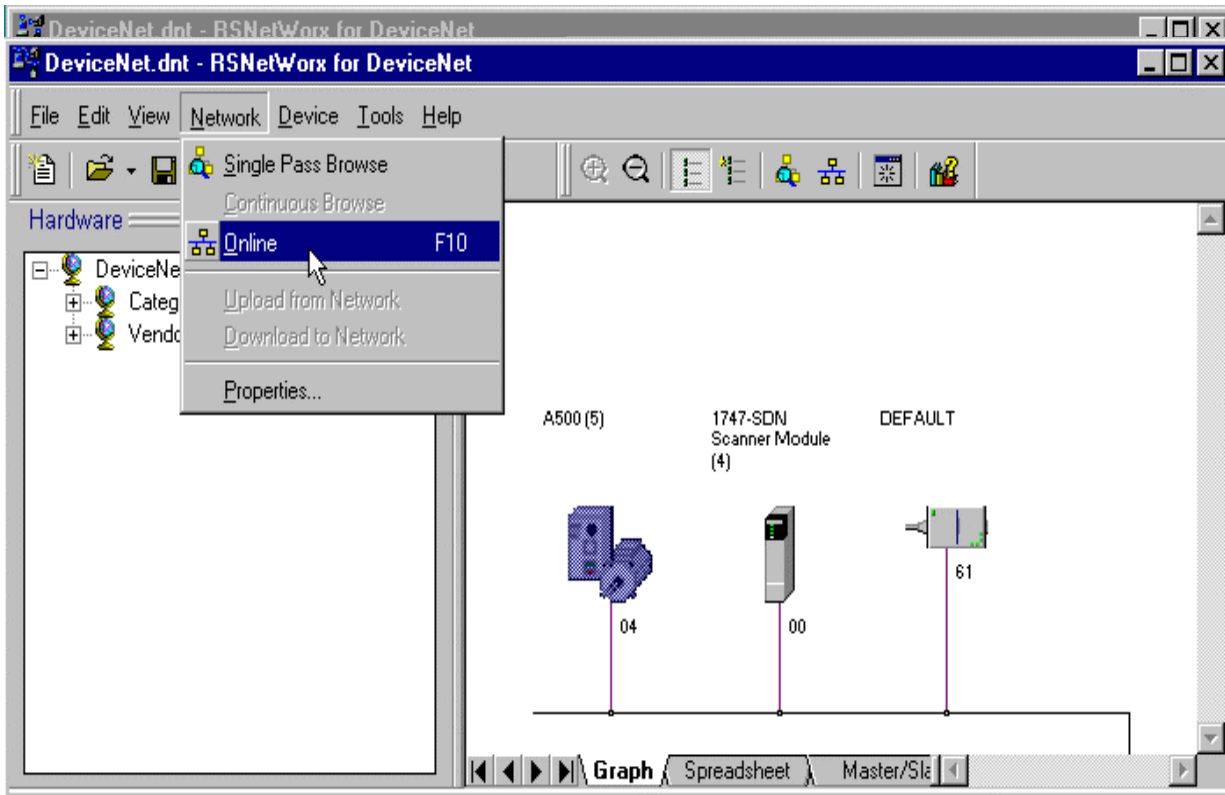 DeviceNet.dnt - RSNetWorx for DeviceNet
DeviceNet.dnt - RSNetWorx for DeviceNet
File Edit View Network Device Tools Help
Single Pass Browse
Continuous Browse
Online F10
Upload from Network
Download to Network
Properties...
Hardware
DeviceNe
Categ
Vendo
A500 (5)
1747-SDN
Scanner Module
(4)
DEFAULT
04
00
61
Graph Spreadsheet Master/Sla